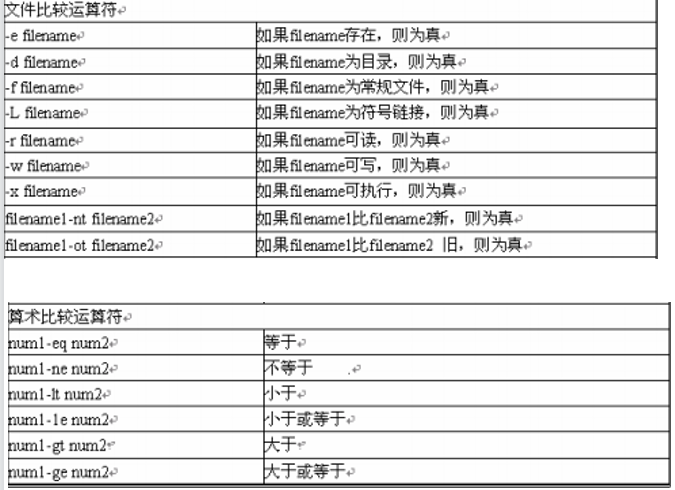 文件比较运算符
-e filename 如果filename存在，则为真
-d filename 如果filename为目录，则为真
-f filename 如果filename为常规文件，则为真
-L filename 如果filename为符号链接，则为真
-r filename 如果filename可读，则为真
-w filename 如果filename可写，则为真
-x filename 如果filename可执行，则为真
filename1-nt filename2 如果filename1比filename2新，则为真
filename1-ot filename2 如果filename1比filename2 旧，则为真
算术比较运算符
num1-eq num2 等于
num1-ne num2 不等于 .
num1-lt num2 小于
num1-1e num2 小于或等于
num1-gt num2 大于
num1-ge num2 大于或等于